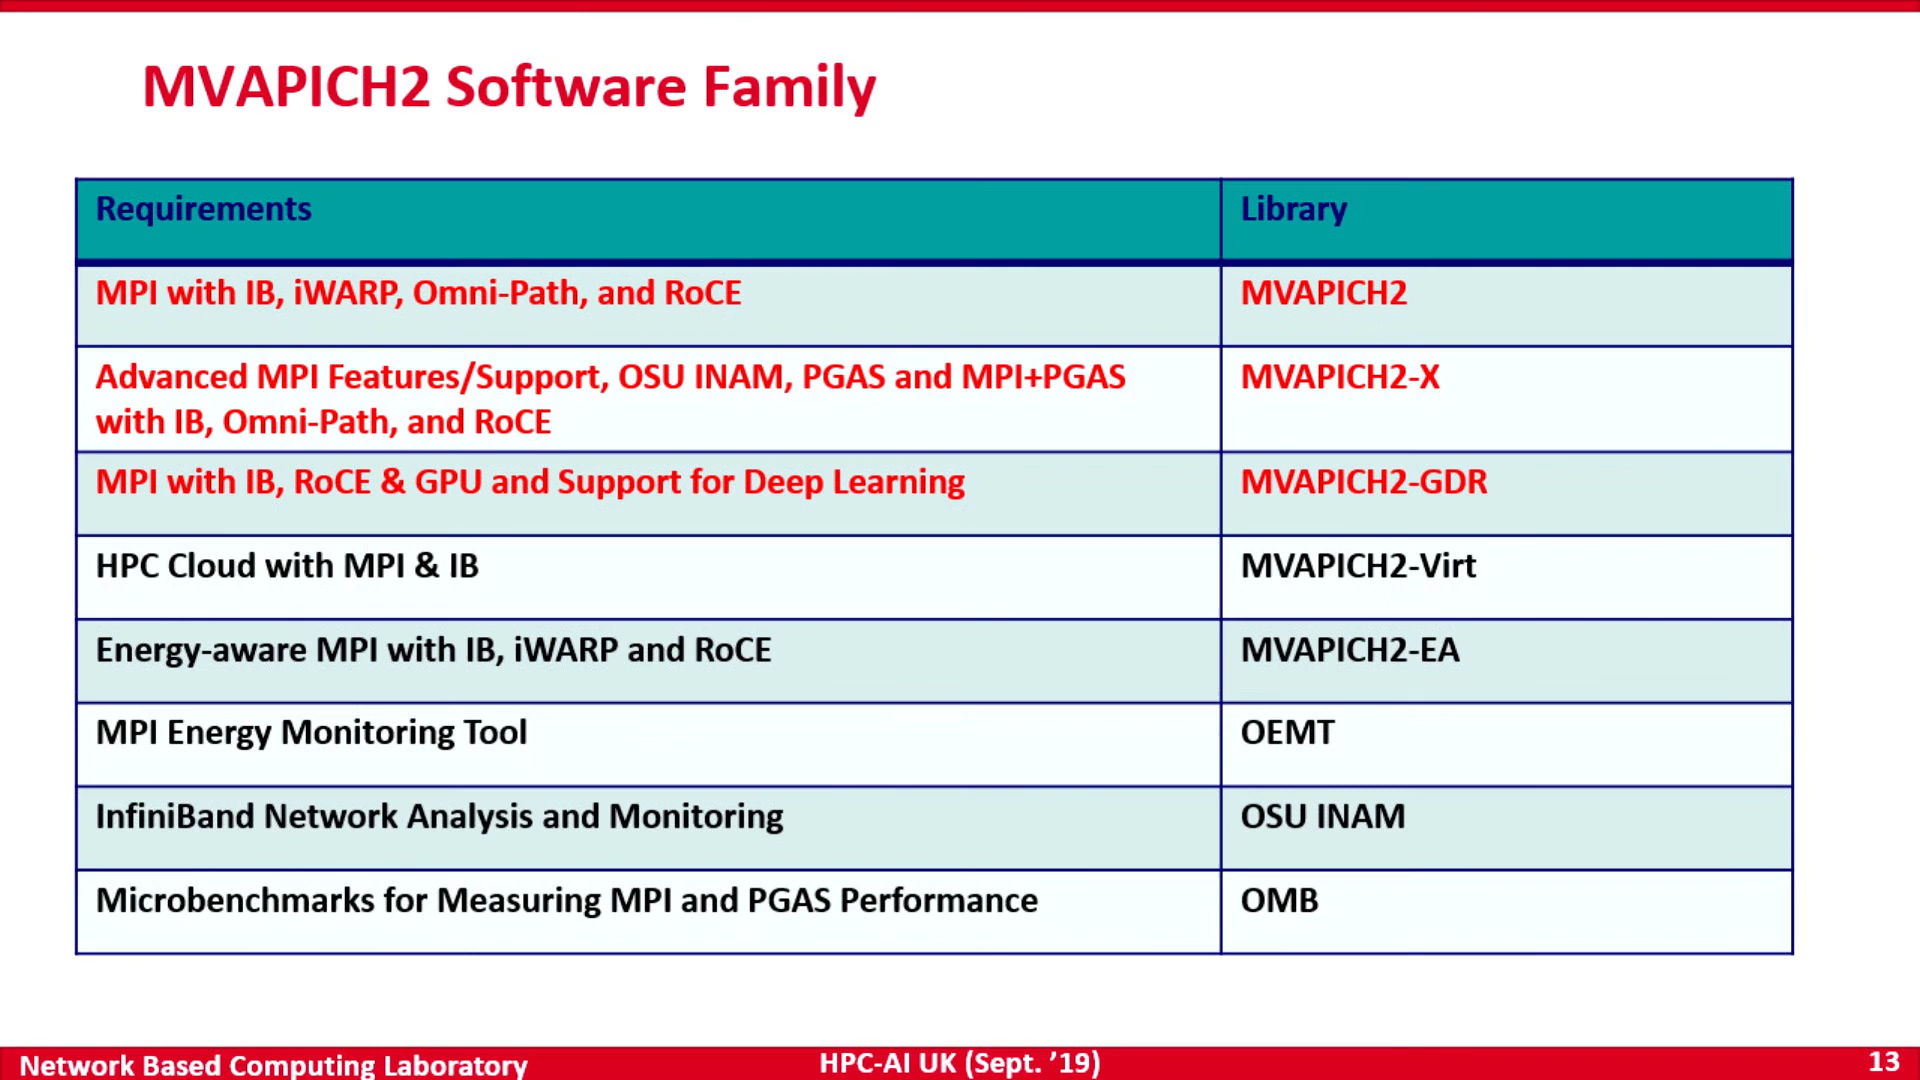 MVAPICH2 Software Family
Requirements
Library
MPI with IB, iWARP, Omni-Path, and RoCE
MVAPICH2
Advanced MPI Features/Support, OSU INAM, PGAS and MPI+PGAS
with IB, Omni-Path, and RoCE
MVAPICH2-X
MPI with IB, RoCE & GPU and Support for Deep Learning
MVAPICH2-GDR
HPC Cloud with MPI & IB
MVAPICH2-Virt
Energy-aware MPI with IB, iWARP and RoCE
MVAPICH2-EA
MPI Energy Monitoring Tool
OEMT
InfiniBand Network Analysis and Monitoring
OSU INAM
Microbenchmarks for Measuring MPI and PGAS Performance
OMB
Network Based Computing Laboratory
HPC-AI UK (Sept. ’19)
13